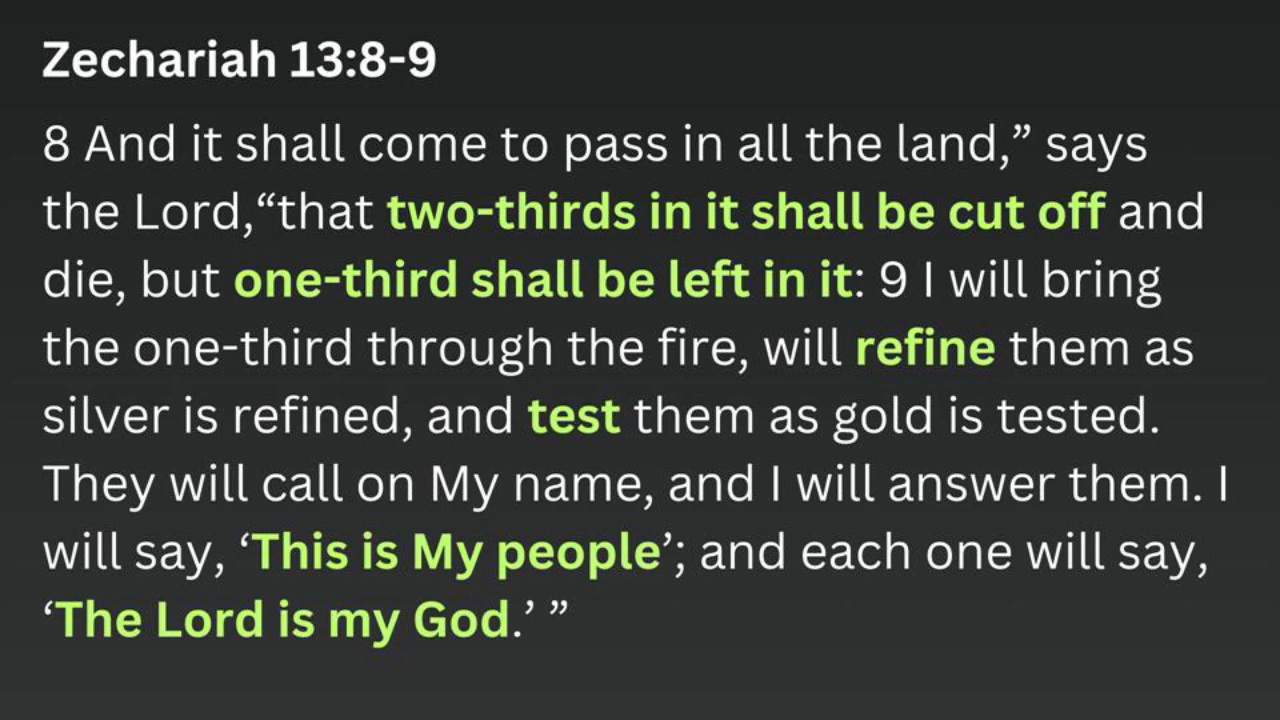 Zechariah 13:8-9
8 And it shall come to pass in all the land,” says
the Lord,“that two-thirds in it shall be cut off and
die, but one-third shall be left in it: 9 I will bring
the one-third through the fire, will refine them as
silver is refined, and test them as gold is tested.
They will call on My name, and I will answer them. I
will say, ‘This is My people’; and each one will say,
‘The Lord is my God.’ ”